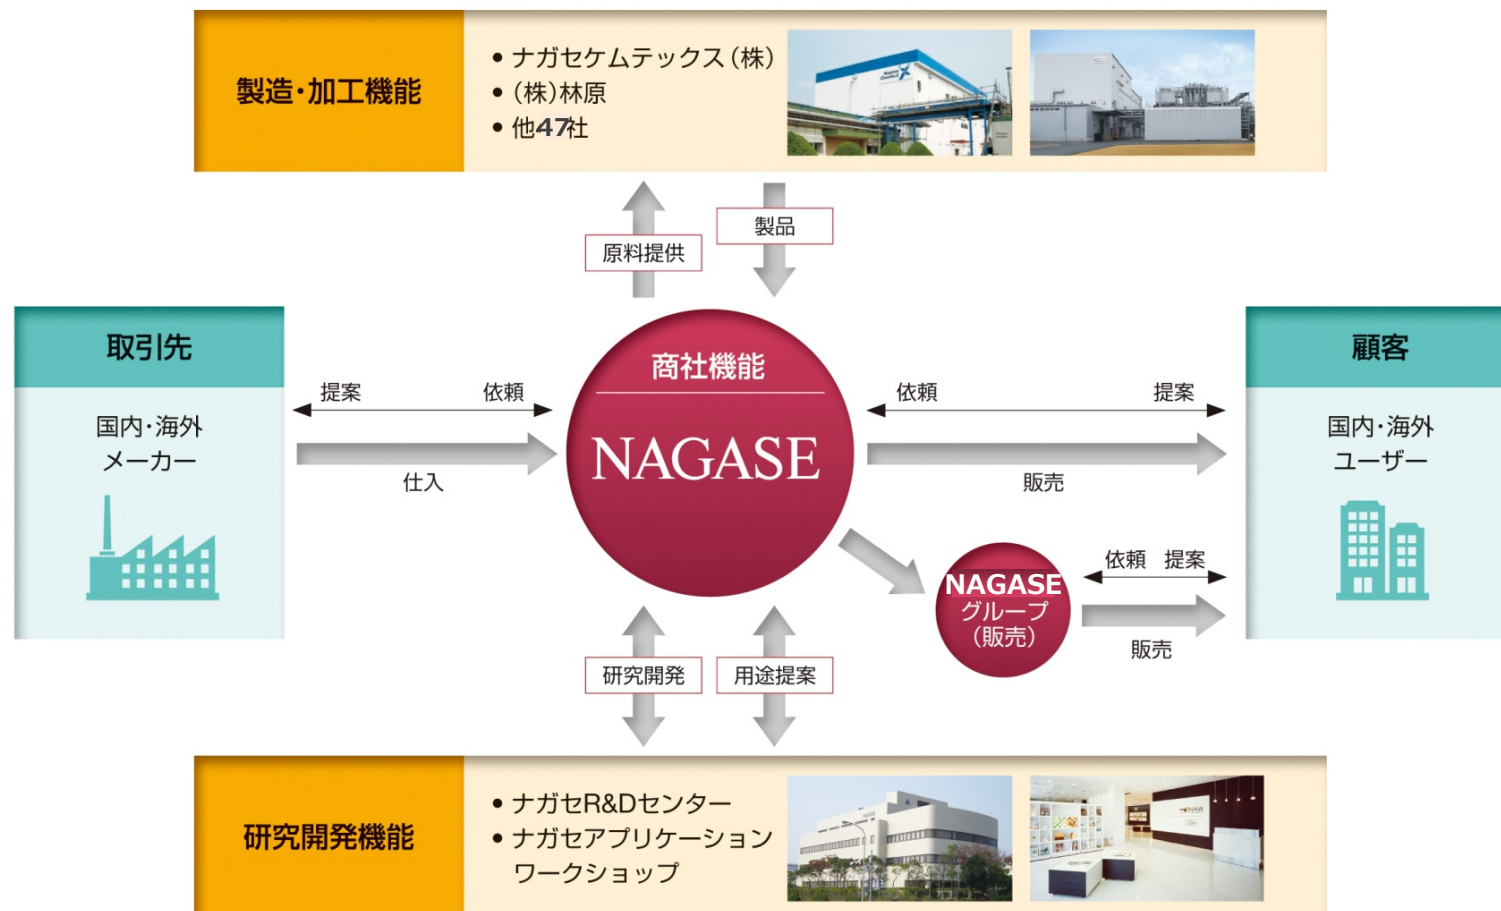 製造・加工機能
• ナガセケムテックス(株)
• (株)林原
• 他47社
原料提供
製品
取引先
国内・海外
メーカー
提案
依頼
仕入
商社機能
NAGASE
依頼
提案
販売
顧客
国内・海外
ユーザー
NAGASE
グループ
(販売)
依頼
提案
販売
研究開発
用途提案
研究開発機能
• ナガセR&Dセンター
• ナガセアプリケーション
ワークショップ
NAW